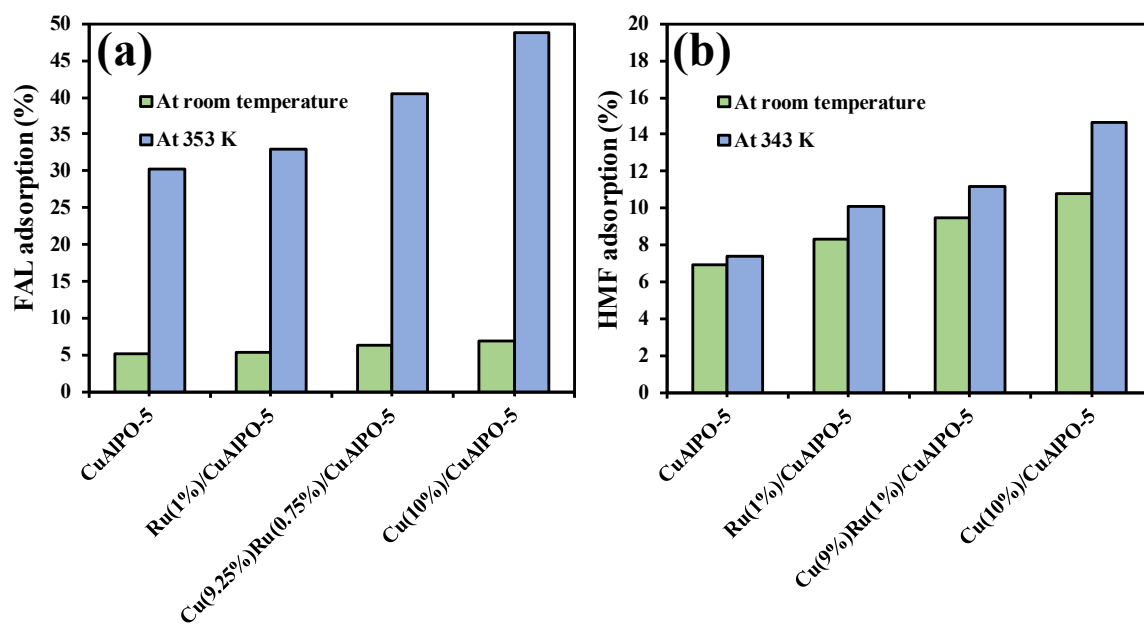 (a)
FAL adsorption (%)
50
45
40
35
30
25
20
15
10
5
0
At room temperature
At 353 K
CuAlPO-5
Ru(1%)/CuAlPO-5
Cu(9.25%)Ru(0.75%)/CuAlPO-5
Cu(10%)/CuAlPO-5
(b)
HMF adsorption (%)
20
18
16
14
12
10
8
6
4
2
0
At room temperature
At 343 K
CuAlPO-5
Ru(1%)/CuAlPO-5
Cu(9%)Ru(1%)/CuAlPO-5
Cu(10%)/CuAlPO-5